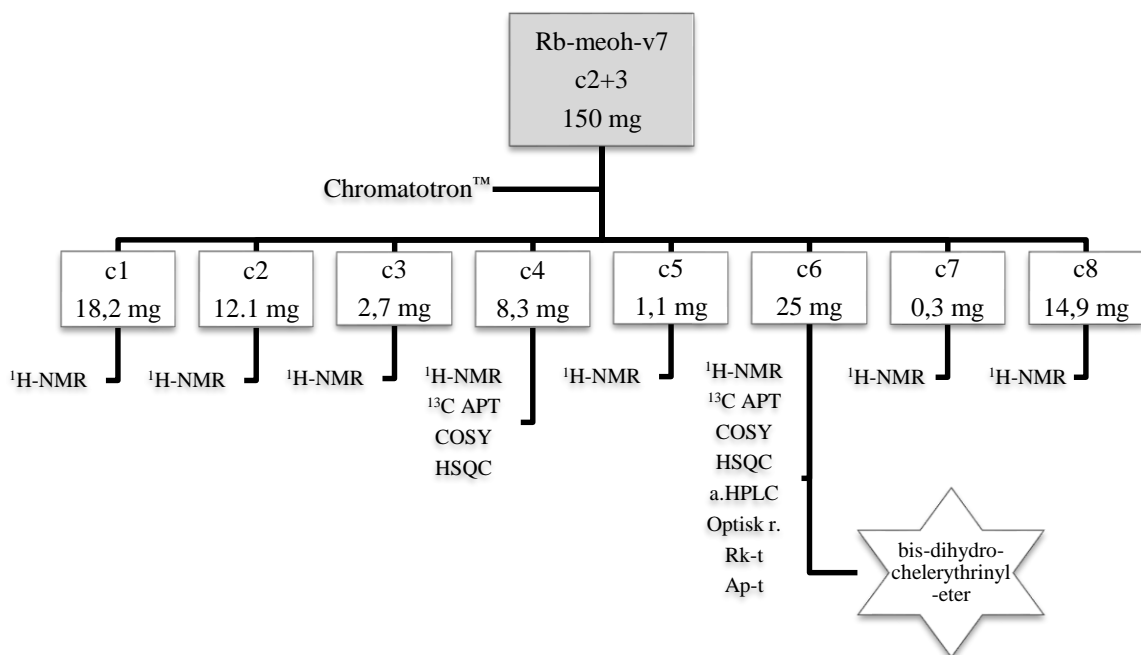 Rb-meoh-v7
c2+3
150 mg
Chromatotron™
c1
18,2 mg
c2
12.1 mg
c3
2,7 mg
c4
8,3 mg
c5
1,1 mg
c6
25 mg
c7
0,3 mg
c8
14,9 mg
¹H-NMR
¹H-NMR
¹H-NMR
¹H-NMR
¹³C APT
COSY
HSQC
¹H-NMR
¹H-NMR
¹³C APT
COSY
HSQC
a.HPLC
Optisk r.
Rk-t
Ap-t
¹H-NMR
¹H-NMR
bis-dihydro-
chelerythrinyl
-eter